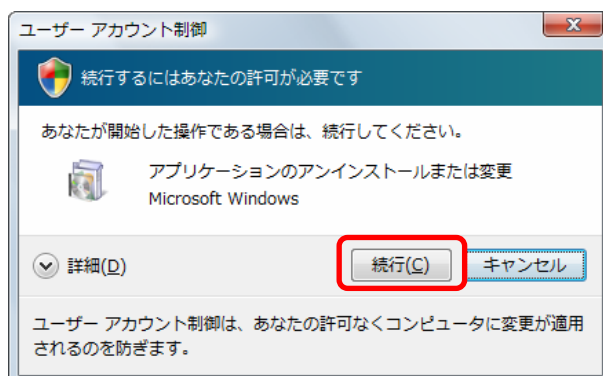 ユーザー アカウント制御
続行するにはあなたの許可が必要です
あなたが開始した操作である場合は、続行してください。
アプリケーションのアンインストールまたは変更
Microsoft Windows
詳細(D)
続行(C)
キャンセル
ユーザー アカウント制御は、あなたの許可なくコンピュータに変更が適用
されるのを防ぎます。